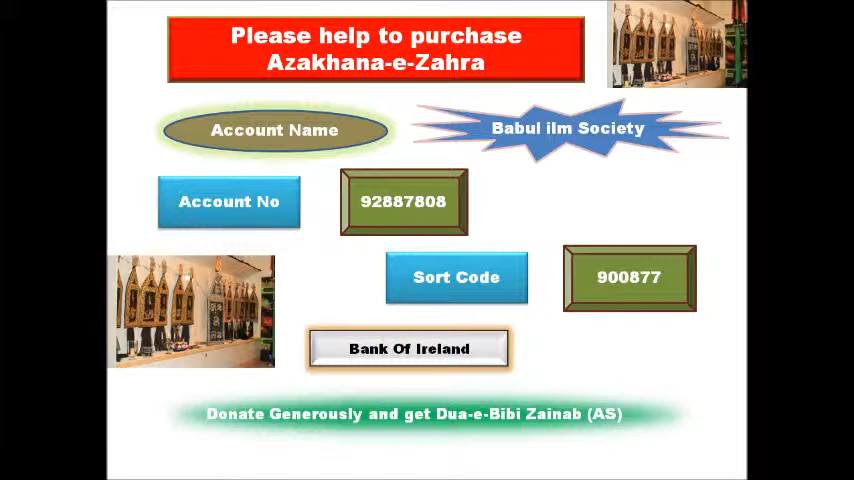 Please help to purchase
Azakhana-e-Zahra
Account Name
Babul ilm Society
Account No
92887808
Sort Code
900877
Bank Of Ireland
Donate Generously and get Dua-e-Bibi Zainab (AS)